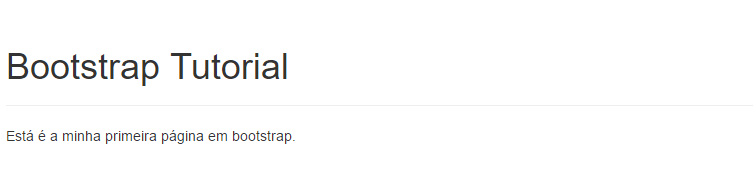 Bootstrap Tutorial
Está é a minha primeira página em bootstrap.